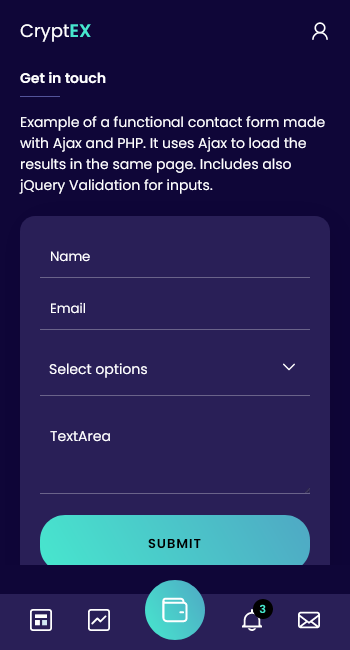 CryptEX
Get in touch
Example of a functional contact form made
with Ajax and PHP. It uses Ajax to load the
results in the same page. Includes also
jQuery Validation for inputs.
Name
Email
Select options
TextArea
SUBMIT
3